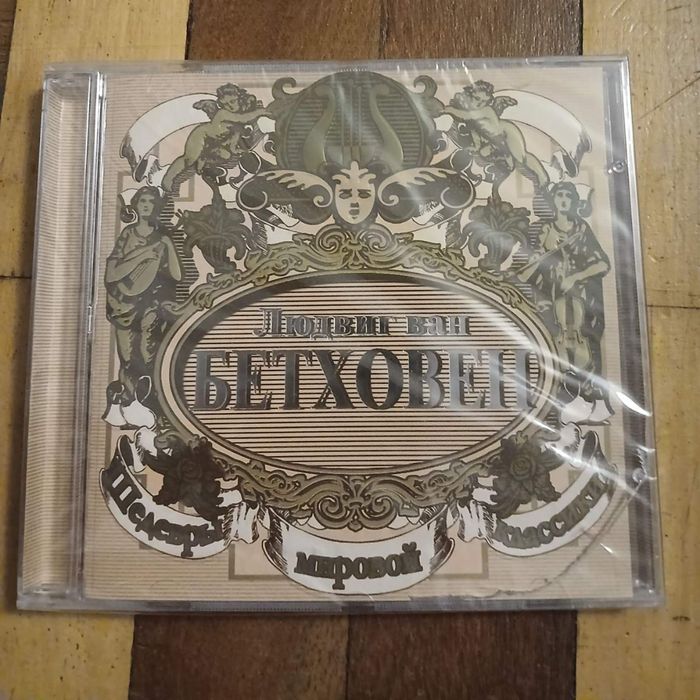 Людвиг ван
БЕТХОВЕН
Шедевры
мировой
классики